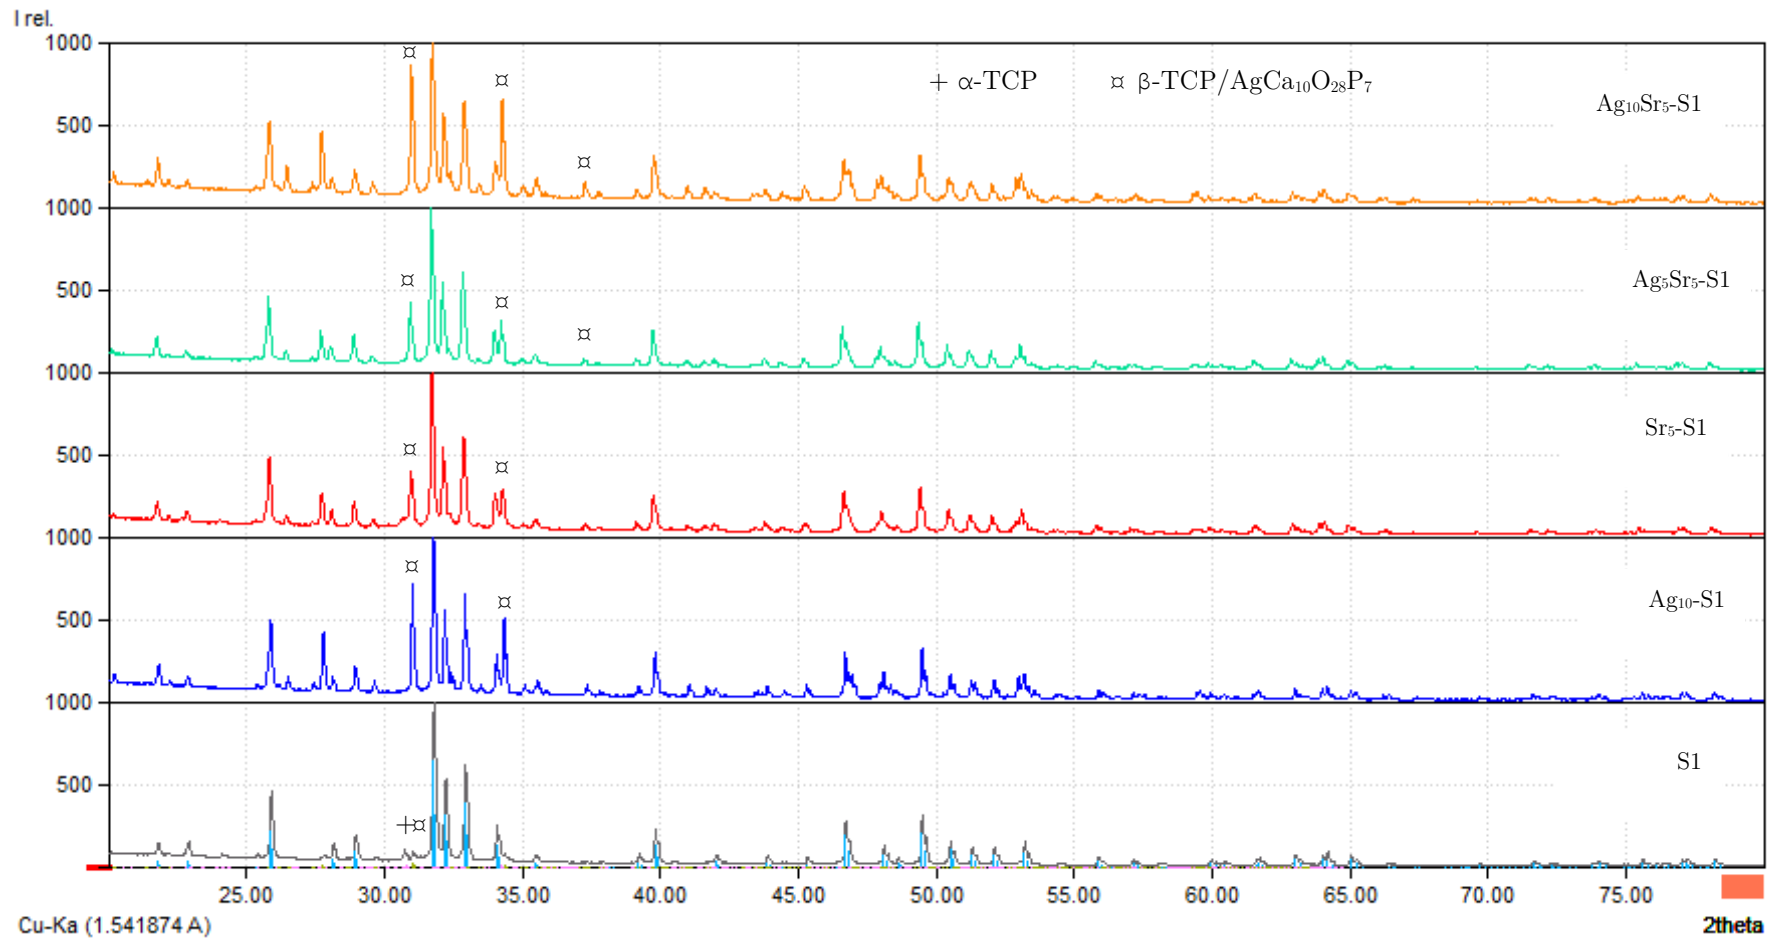 I rel.
1000
¤
+ α-TCP ¤ β-TCP/AgCa₁₀O₂₈P₇
¤
Ag₁₀Sr₅-S1
500
¤
1000
¤
Ag₅Sr₅-S1
500
¤
¤
1000
Sr₅-S1
500
¤
¤
1000
¤
Ag₁₀-S1
500
¤
1000
S1
500
+¤
25.00 30.00 35.00 40.00 45.00 50.00 55.00 60.00 65.00 70.00 75.00
Cu-Ka (1.541874 A) 2theta